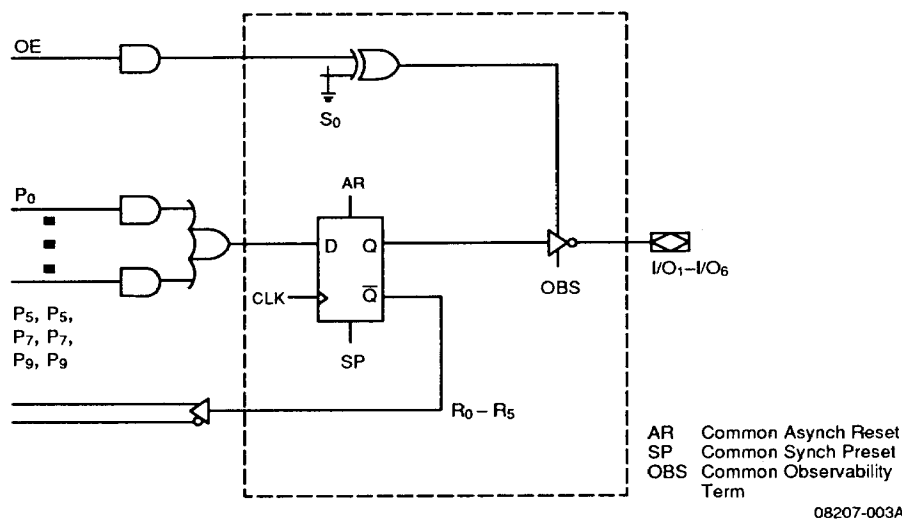 OE
S₀
P₀
AR
D Q
CLK
Q̅
OBS
I/O₁–I/O₆
P₅, P₅,
P₇, P₇,
P₉, P₉
SP
R₀ – R₅
AR Common Asynch Reset
SP Common Synch Preset
OBS Common Observability
Term
08207-003A